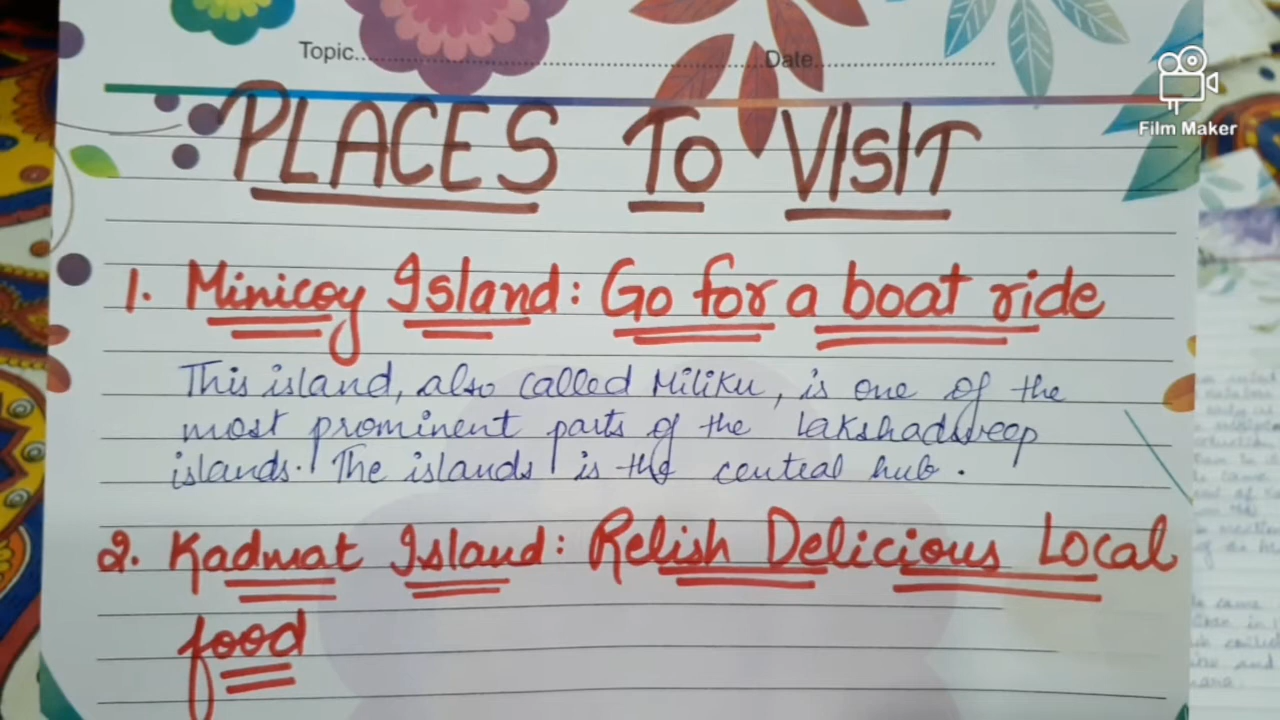 Topic............................................................Date..........................
Film Maker
PLACES TO VISIT
1. Minicoy Island: Go for a boat ride
This island, also called Miliku, is one of the
most prominent parts of the Lakshadweep
islands. The islands is the central hub.
2. Kadmat Island: Relish Delicious Local
food